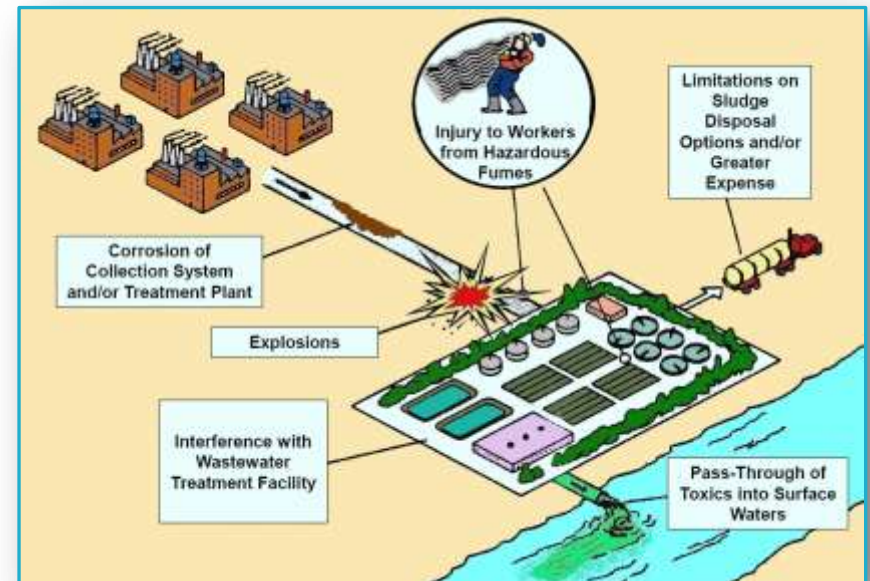 Injury to Workers
from Hazardous
Fumes
Limitations on
Sludge
Disposal
Options and/or
Greater
Expense
Corrosion of
Collection System
and/or Treatment Plant
Explosions
Interference with
Wastewater
Treatment Facility
Pass-Through of
Toxics into Surface
Waters